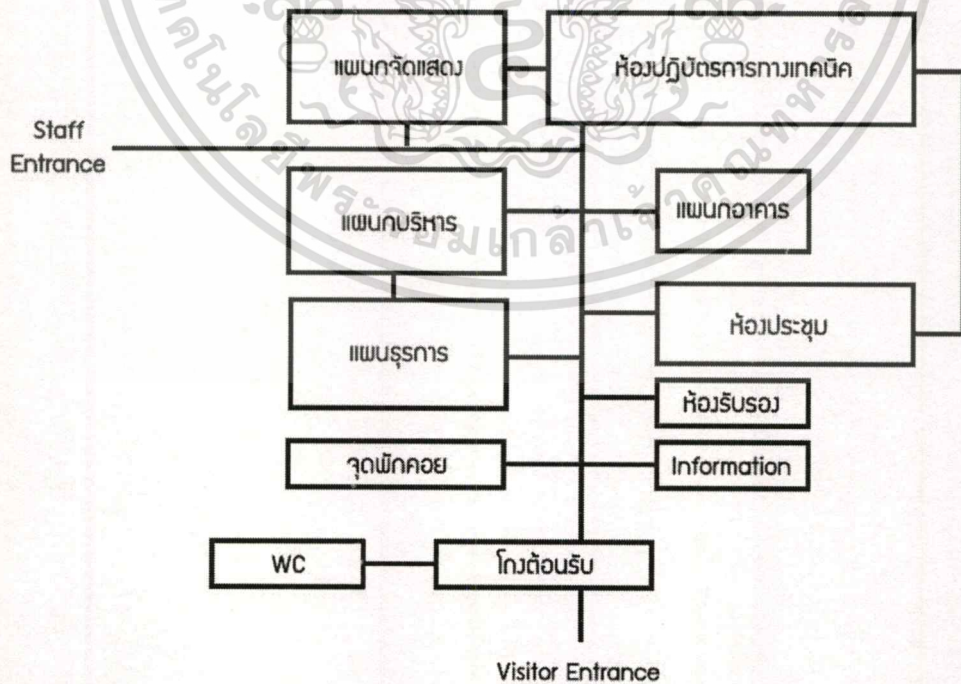 แผนกจัดแสดง
ห้องปฏิบัตรการทางเทคนิค
Staff
Entrance
แผนกบริหาร
แผนกอาคาร
แผนธุรการ
ห้องประชุม
ห้องรับรอง
จุดพักคอย
Information
WC
โถงต้อนรับ
Visitor Entrance